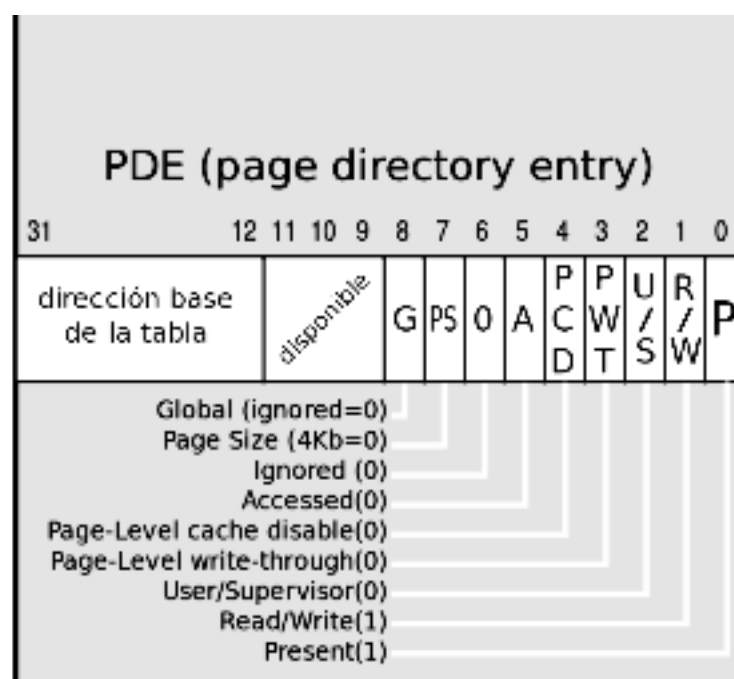 PDE (page directory entry)
31 12 11 10 9 8 7 6 5 4 3 2 1 0
dirección base
de la tabla
disponible
G PS 0 A PCD PWT U/S R/W P
Global (ignored=0)
Page Size (4Kb=0)
Ignored (0)
Accessed(0)
Page-Level cache disable(0)
Page-Level write-through(0)
User/Supervisor(0)
Read/Write(1)
Present(1)